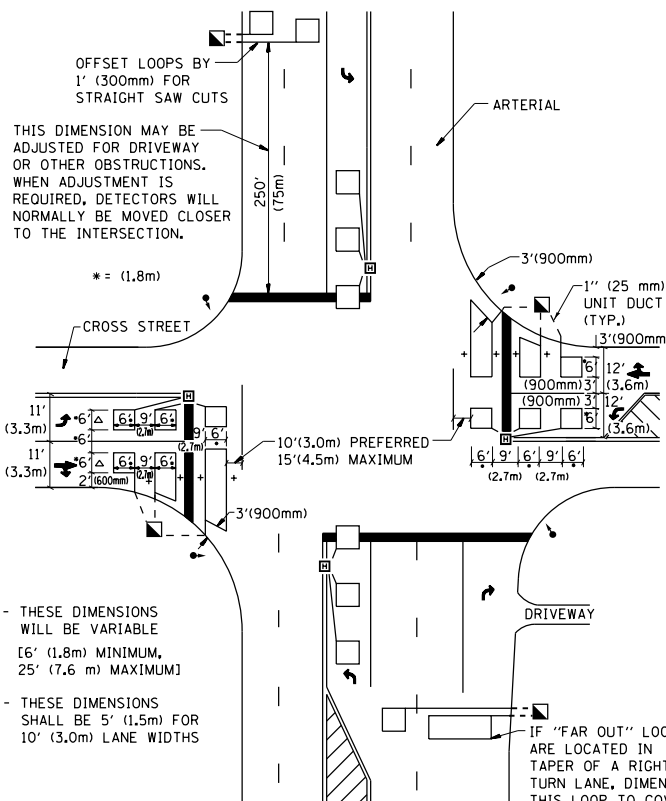 OFFSET LOOPS BY
1' (300mm) FOR
STRAIGHT SAW CUTS
THIS DIMENSION MAY BE
ADJUSTED FOR DRIVEWAY
OR OTHER OBSTRUCTIONS.
WHEN ADJUSTMENT IS
REQUIRED, DETECTORS WILL
NORMALLY BE MOVED CLOSER
TO THE INTERSECTION.
250'
(75m)
ARTERIAL
* = (1.8m)
H
3'(900mm)
1'' (25 mm)
UNIT DUCT
(TYP.)
3'(900mm
CROSS STREET
6'
12'
(3.6m)
(900mm) 3'
(900mm) 3'
6'
12'
(3.6m)
H
11'
(3.3m)
*6'
6'
9'
6'
(2.7m)
*6'
H
(2.7m)
9'
6'
11'
(3.3m)
*6'
6'
9'
6'
(2.7m)
2'
(600mm)
10'(3.0m) PREFERRED
15'(4.5m) MAXIMUM
6'
9'
6'
9'
6'
(2.7m)
(2.7m)
3'(900mm)
H
- THESE DIMENSIONS
WILL BE VARIABLE
[6' (1.8m) MINIMUM,
25' (7.6 m) MAXIMUM]
- THESE DIMENSIONS
SHALL BE 5' (1.5m) FOR
10' (3.0m) LANE WIDTHS
DRIVEWAY
IF "FAR OUT" LOO
ARE LOCATED IN
TAPER OF A RIGHT
TURN LANE, DIMEN
THIS LOOP TO COV